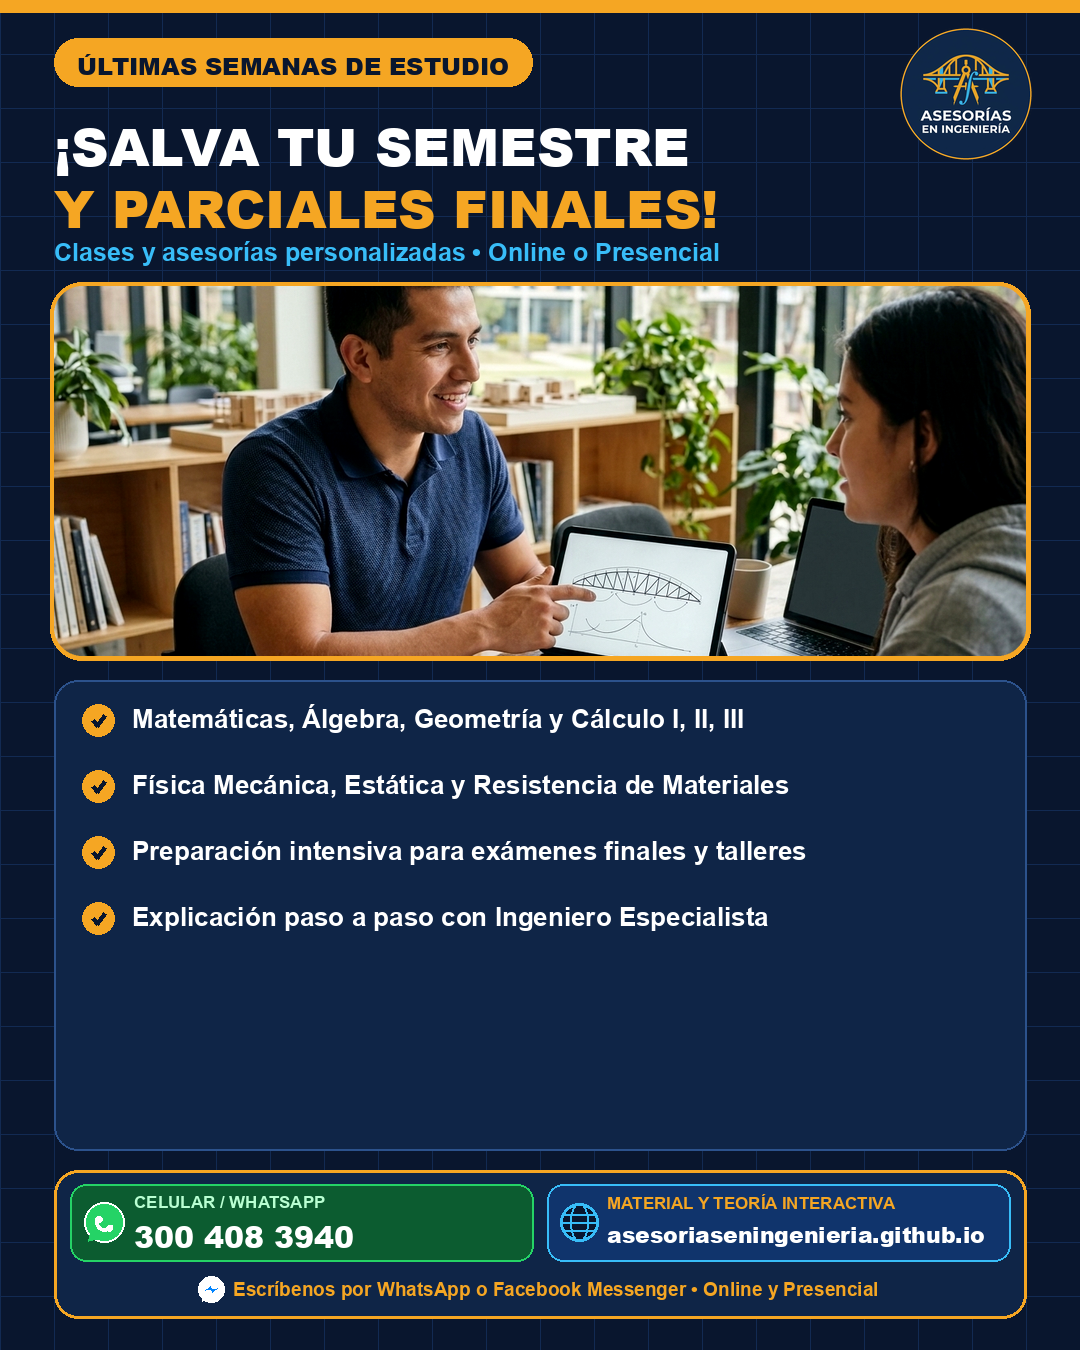 ÚLTIMAS SEMANAS DE ESTUDIO
ASESORÍAS
EN INGENIERÍA
¡SALVA TU SEMESTRE
Y PARCIALES FINALES!
Clases y asesorías personalizadas • Online o Presencial
Matemáticas, Álgebra, Geometría y Cálculo I, II, III
Física Mecánica, Estática y Resistencia de Materiales
Preparación intensiva para exámenes finales y talleres
Explicación paso a paso con Ingeniero Especialista
CELULAR / WHATSAPP
300 408 3940
MATERIAL Y TEORÍA INTERACTIVA
asesoriaseningenieria.github.io
Escríbenos por WhatsApp o Facebook Messenger • Online y Presencial